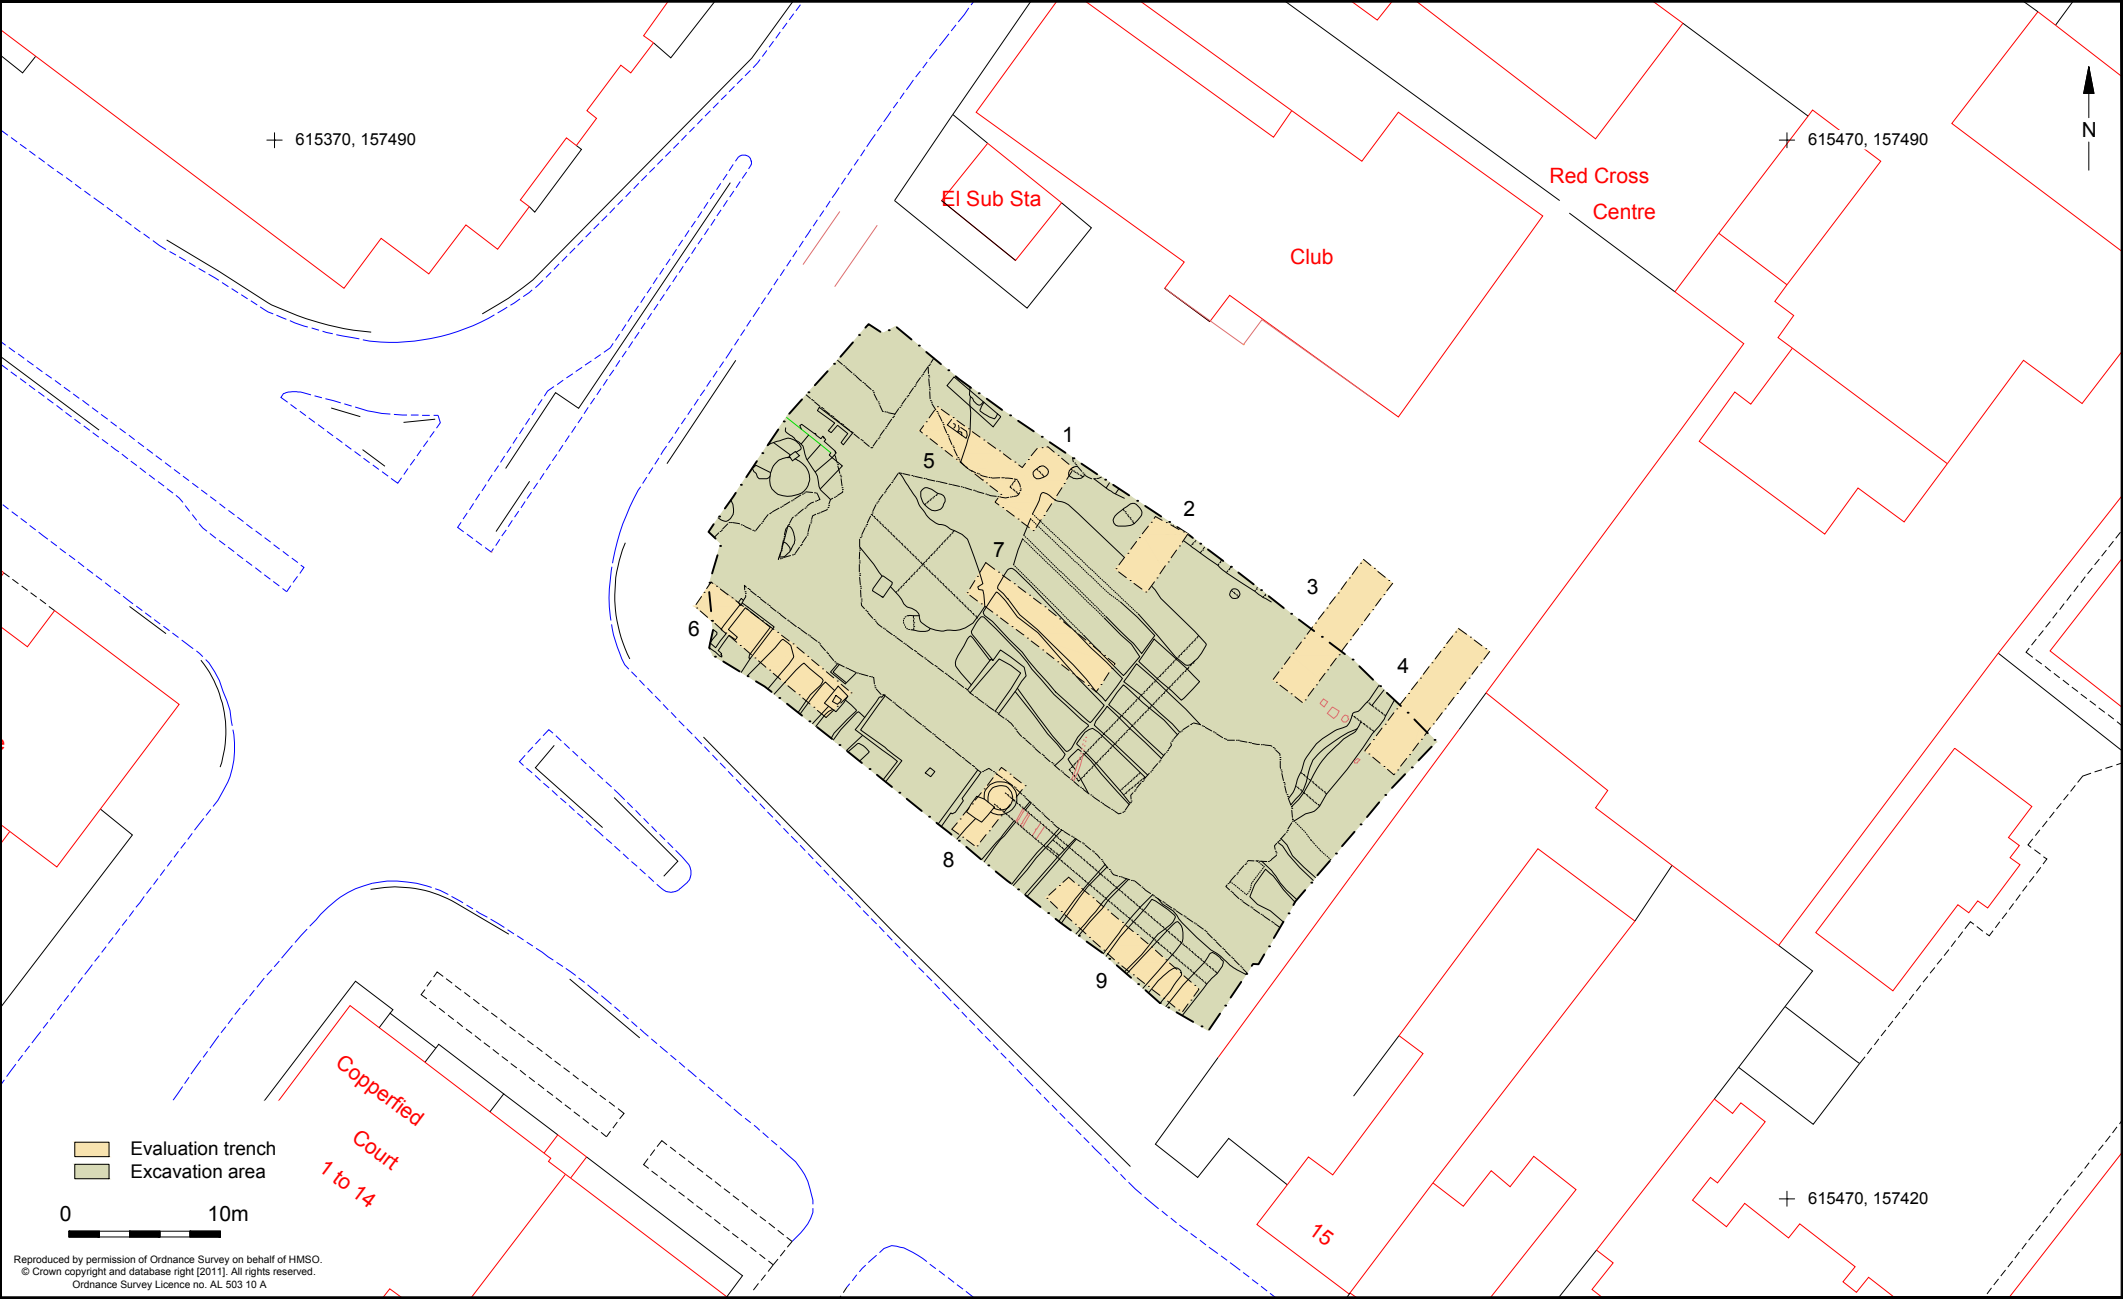 615370, 157490
615470, 157490
N
Red Cross
Centre
El Sub Sta
Club
1
5
2
7
3
6
4
8
9
Copperfied
Court
1 to 14
Evaluation trench
Excavation area
0 10m
615470, 157420
15
Reproduced by permission of Ordnance Survey on behalf of HMSO.
© Crown copyright and database right [2011]. All rights reserved.
Ordnance Survey Licence no. AL 503 10 A